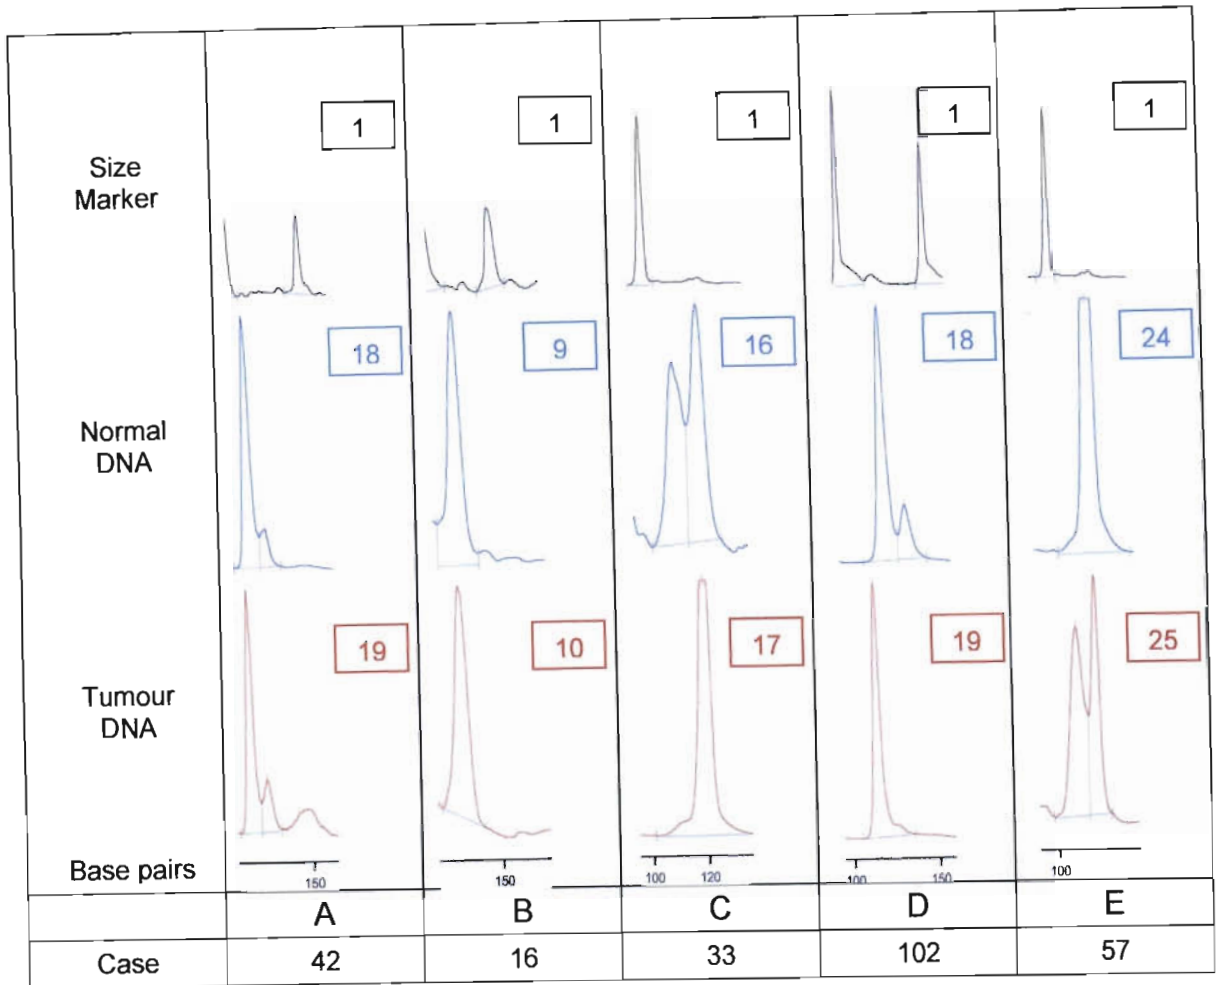 1 1 1 1 1
Size
Marker
18 9 16 18 24
Normal
DNA
19 10 17 19 25
Tumour
DNA
Base pairs
150 150 100 120 100 150 100
A B C D E
Case 42 16 33 102 57